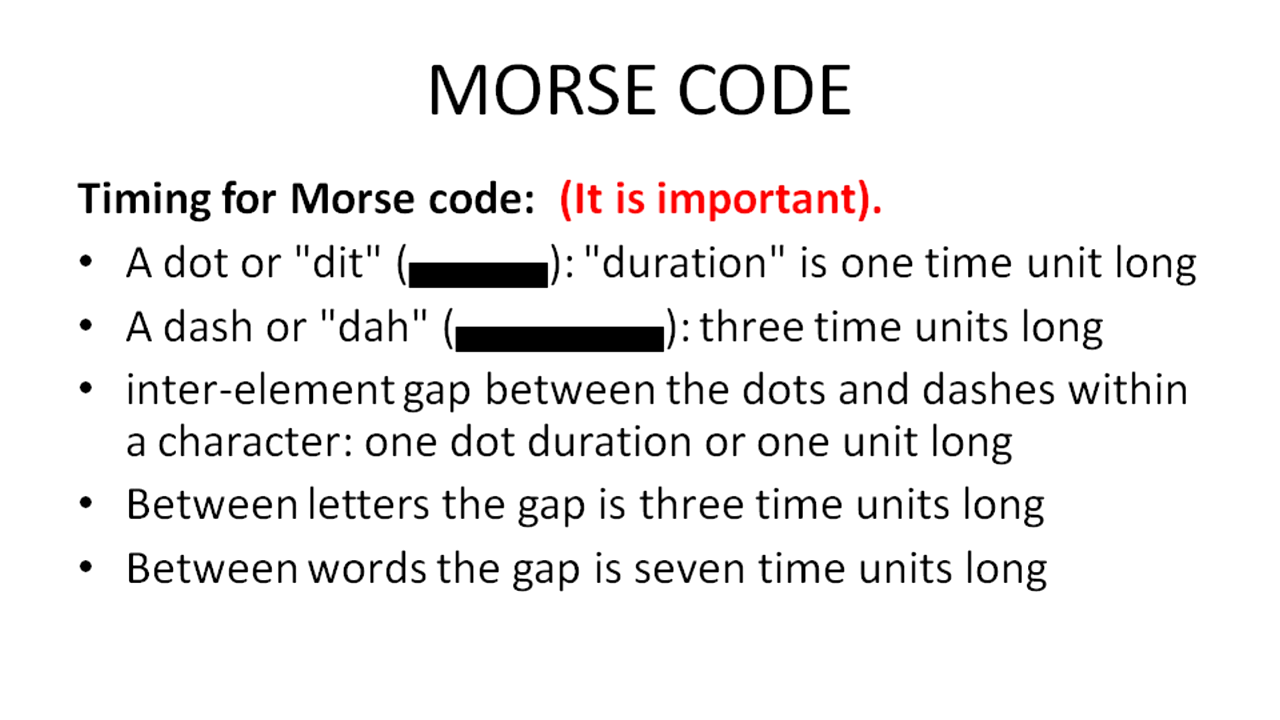 MORSE CODE
Timing for Morse code: (It is important).
• A dot or "dit" (▬): "duration" is one time unit long
• A dash or "dah" (▬): three time units long
• inter-element gap between the dots and dashes within
a character: one dot duration or one unit long
• Between letters the gap is three time units long
• Between words the gap is seven time units long